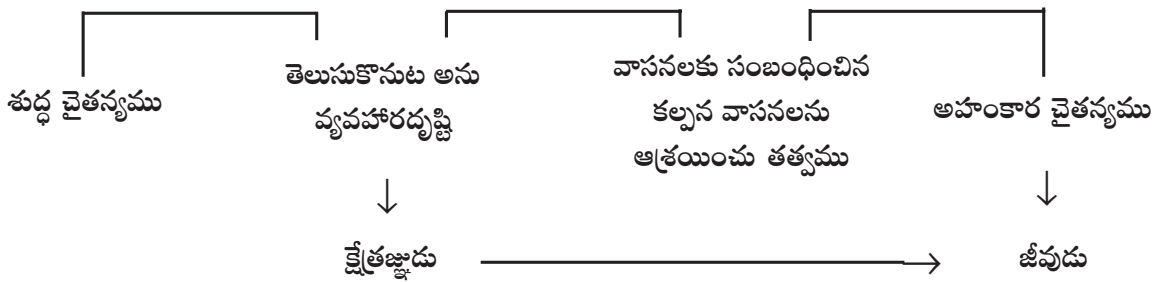 శుద్ధ చైతన్యము
తెలుసుకొనుట అను
వ్యవహారదృష్టి
వాసనలకు సంబంధించిన
కల్పన వాసనలను
ఆశ్రయించు తత్వము
అహంకార చైతన్యము
క్షేత్రజ్ఞుడు
జీవుడు